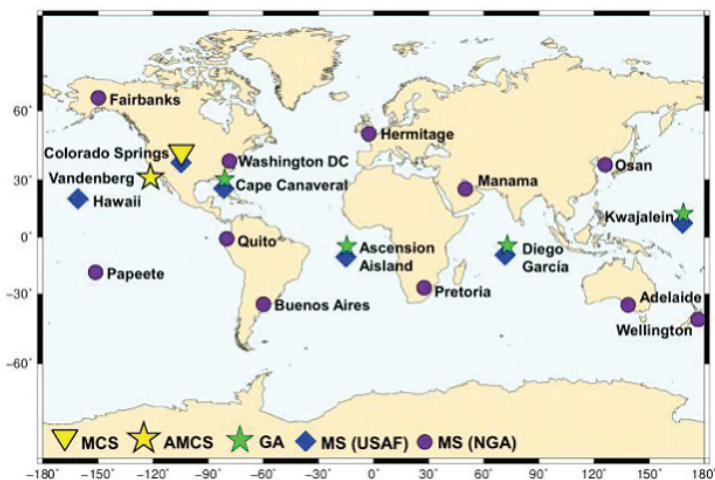 Fairbanks
60°
Hermitage
Colorado Springs
Washington DC
Osan
Vandenberg
Cape Canaveral
Manama
30°
Hawaii
Kwajalein
0°
Quito
Ascension
Aisland
Diego
García
Papeete
Pretoria
-30°
Buenos Aires
Adelaide
Wellington
-60°
MCS
AMCS
GA
MS (USAF)
MS (NGA)
-180° -150° -120° -90° -60° -30° 0° 30° 60° 90° 120° 150° 180°